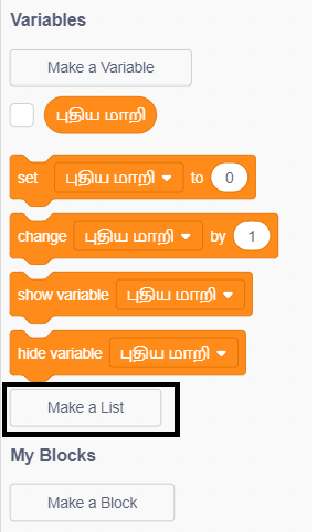 Variables
Make a Variable
புதிய மாறி
set புதிய மாறி to 0
change புதிய மாறி by 1
show variable புதிய மாறி
hide variable புதிய மாறி
Make a List
My Blocks
Make a Block